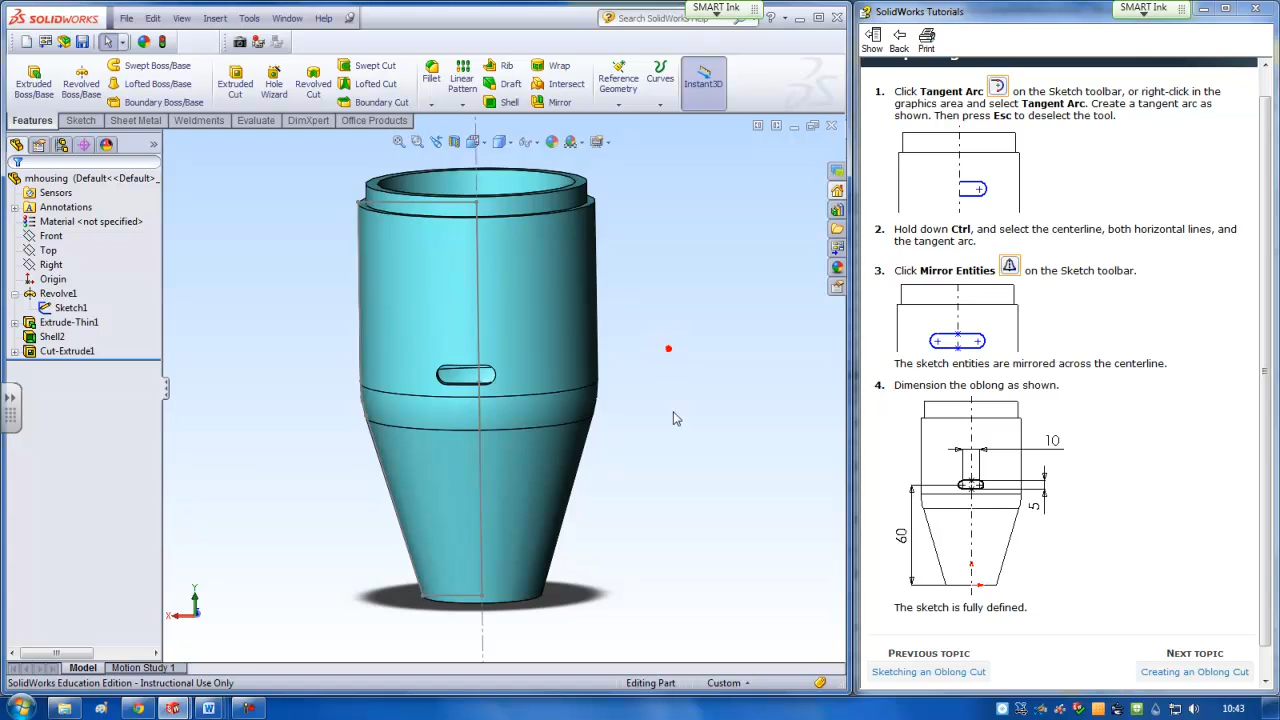 SOLIDWORKS
File Edit View Insert Tools Window Help
Search SolidWorks Help
SMART Ink
Extruded Boss/Base
Revolved Boss/Base
Swept Boss/Base
Lofted Boss/Base
Boundary Boss/Base
Extruded Cut
Hole Wizard
Revolved Cut
Swept Cut
Lofted Cut
Boundary Cut
Fillet
Linear Pattern
Rib
Draft
Shell
Wrap
Intersect
Mirror
Reference Geometry
Curves
Instant3D
Features Sketch Sheet Metal Weldments Evaluate DimXpert Office Products
mhousing (Default<<Default>_
Sensors
Annotations
Material <not specified>
Front
Top
Right
Origin
Revolve1
Sketch1
Extrude-Thin1
Shell2
Cut-Extrude1
Y
X
Model Motion Study 1
SolidWorks Education Edition - Instructional Use Only
Editing Part
Custom
SolidWorks Tutorials
SMART Ink
Show Back Print
1. Click Tangent Arc on the Sketch toolbar, or right-click in the
graphics area and select Tangent Arc. Create a tangent arc as
shown. Then press Esc to deselect the tool.
2. Hold down Ctrl, and select the centerline, both horizontal lines, and
the tangent arc.
3. Click Mirror Entities on the Sketch toolbar.
The sketch entities are mirrored across the centerline.
4. Dimension the oblong as shown.
10
5
60
The sketch is fully defined.
PREVIOUS TOPIC
Sketching an Oblong Cut
NEXT TOPIC
Creating an Oblong Cut
10:43